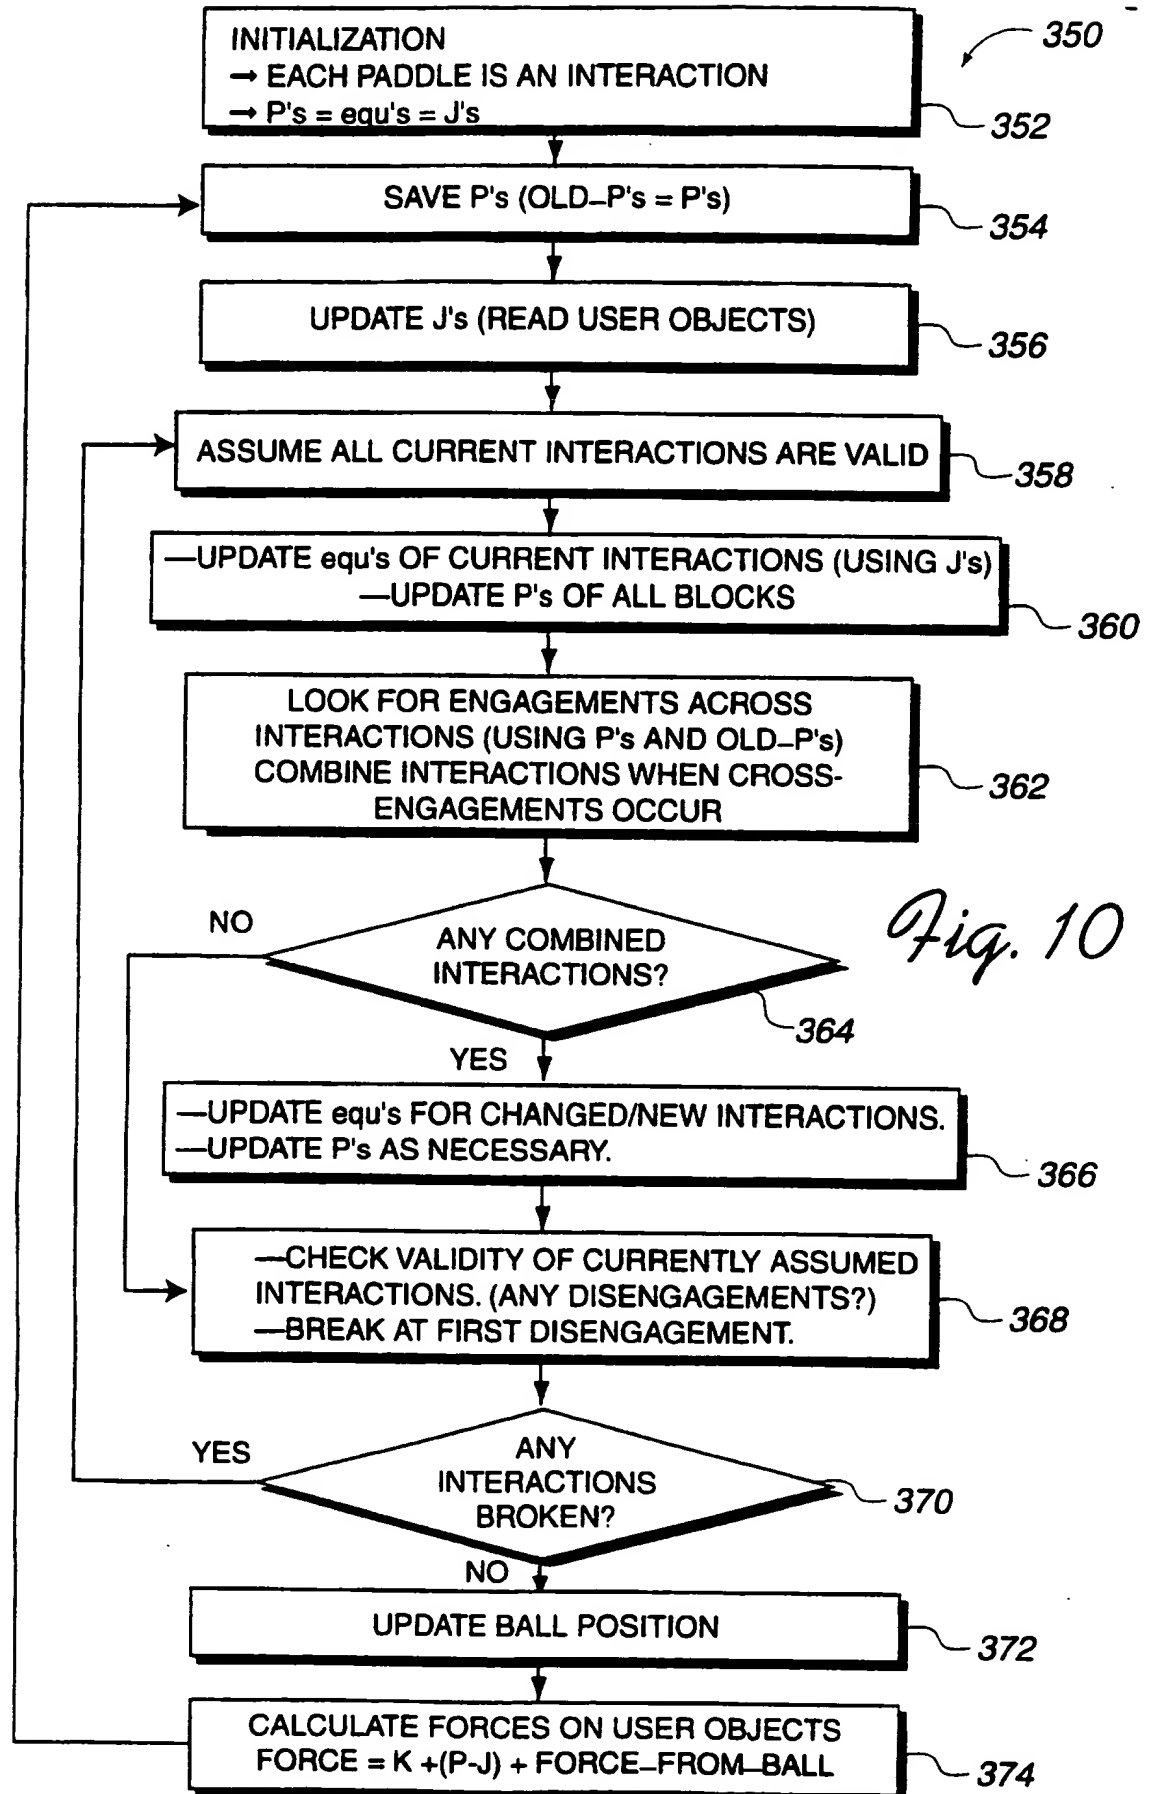 350
INITIALIZATION
→ EACH PADDLE IS AN INTERACTION
→ P's = equ's = J's
352
SAVE P's (OLD–P's = P's)
354
UPDATE J's (READ USER OBJECTS)
356
ASSUME ALL CURRENT INTERACTIONS ARE VALID
358
—UPDATE equ's OF CURRENT INTERACTIONS (USING J's)
—UPDATE P's OF ALL BLOCKS
360
LOOK FOR ENGAGEMENTS ACROSS
INTERACTIONS (USING P's AND OLD–P's)
COMBINE INTERACTIONS WHEN CROSS-
ENGAGEMENTS OCCUR
362
Fig. 10
NO
ANY COMBINED
INTERACTIONS?
364
YES
—UPDATE equ's FOR CHANGED/NEW INTERACTIONS.
—UPDATE P's AS NECESSARY.
366
—CHECK VALIDITY OF CURRENTLY ASSUMED
INTERACTIONS. (ANY DISENGAGEMENTS?)
—BREAK AT FIRST DISENGAGEMENT.
368
YES
ANY
INTERACTIONS
BROKEN?
370
NO
UPDATE BALL POSITION
372
CALCULATE FORCES ON USER OBJECTS
FORCE = K +(P-J) + FORCE–FROM–BALL
374